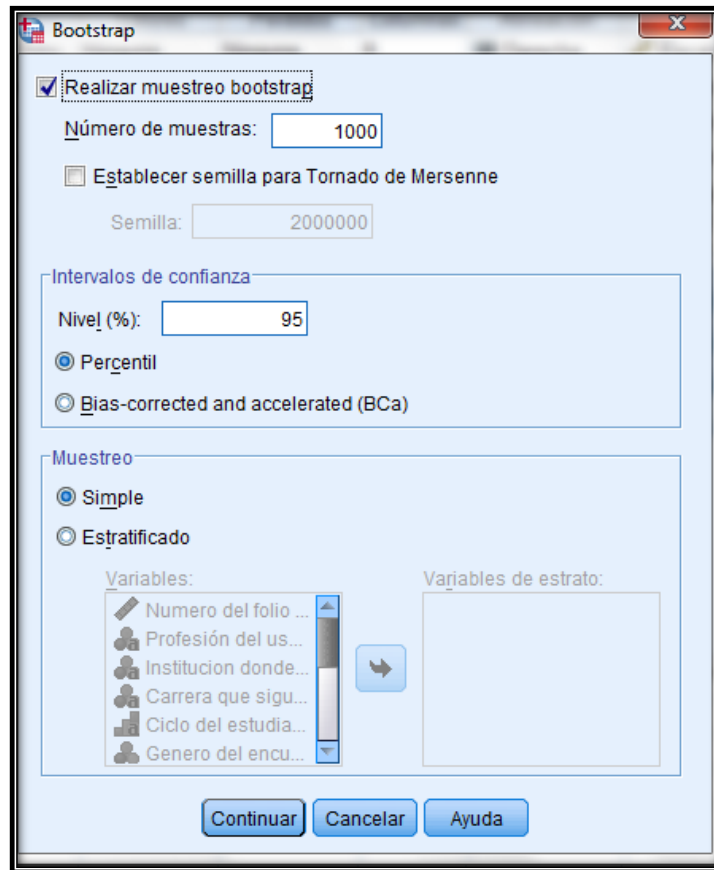 Bootstrap
Realizar muestreo bootstrap
Número de muestras: 1000
Establecer semilla para Tornado de Mersenne
Semilla: 2000000
Intervalos de confianza
Nivel (%): 95
Percentil
Bias-corrected and accelerated (BCa)
Muestreo
Simple
Estratificado
Variables: Variables de estrato:
Numero del folio ...
Profesión del us...
Institucion donde...
Carrera que sigu...
Ciclo del estudia...
Genero del encu...
Continuar Cancelar Ayuda